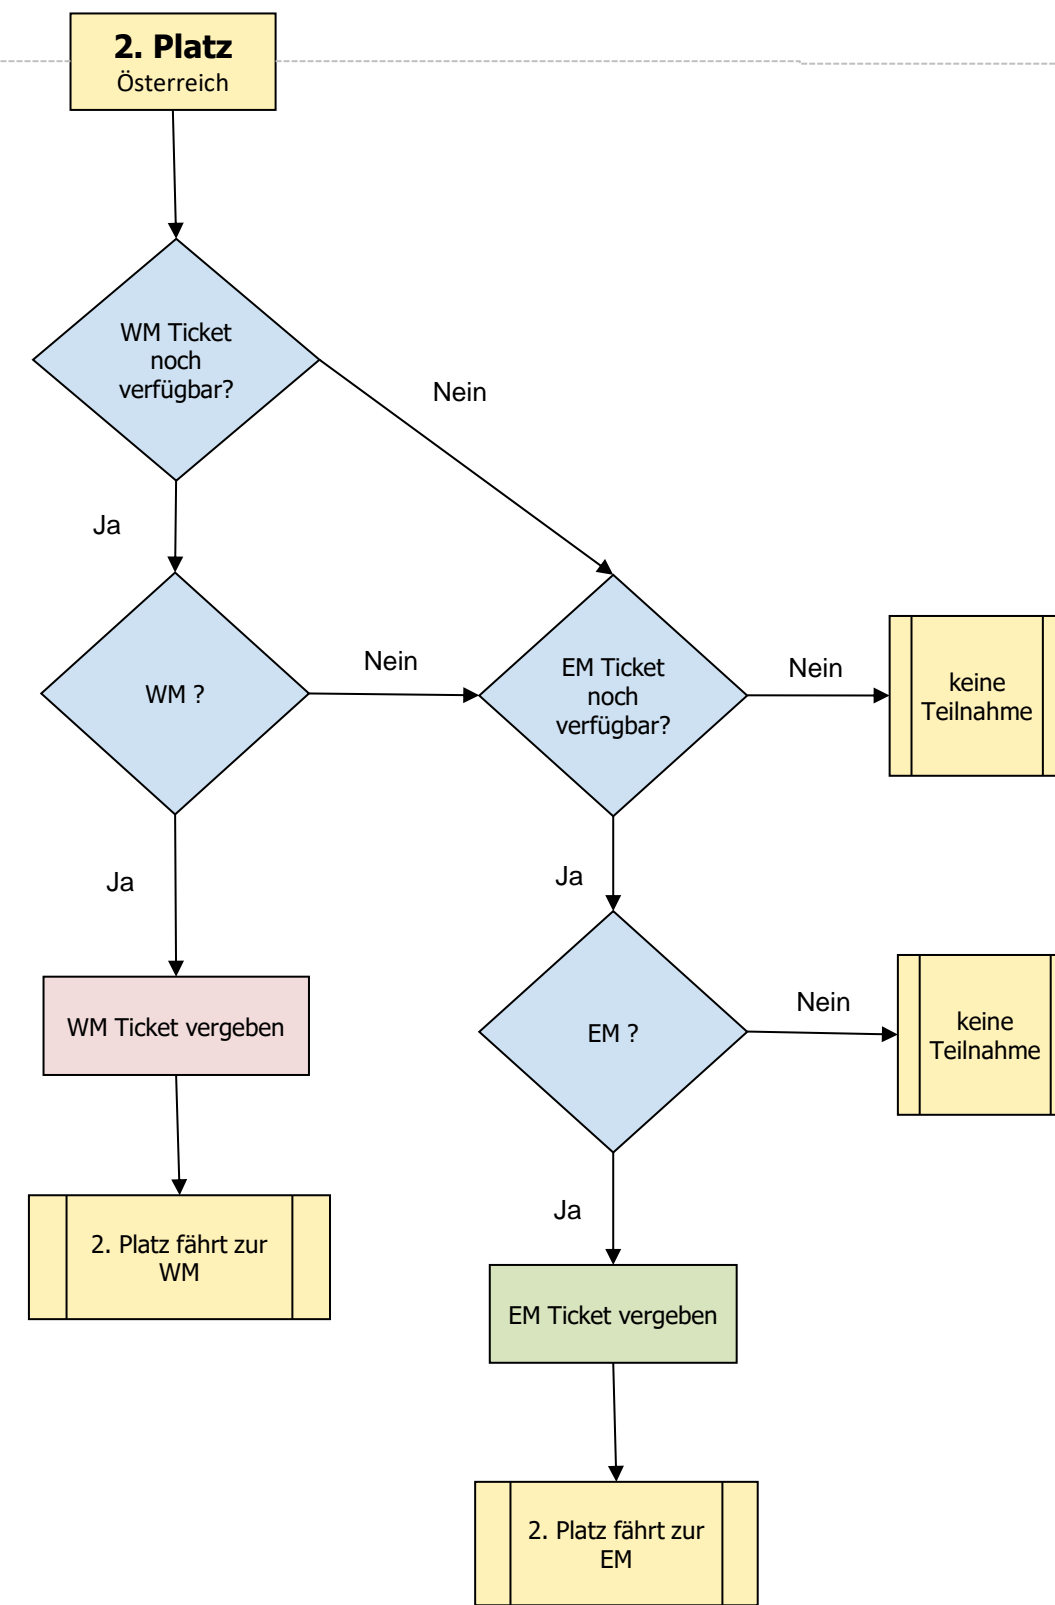 2. Platz
Österreich
WM Ticket
noch
verfügbar?
Nein
Ja
WM ?
Nein
EM Ticket
noch
verfügbar?
Nein
keine
Teilnahme
Ja
Ja
WM Ticket vergeben
EM ?
Nein
keine
Teilnahme
2. Platz fährt zur
WM
Ja
EM Ticket vergeben
2. Platz fährt zur
EM